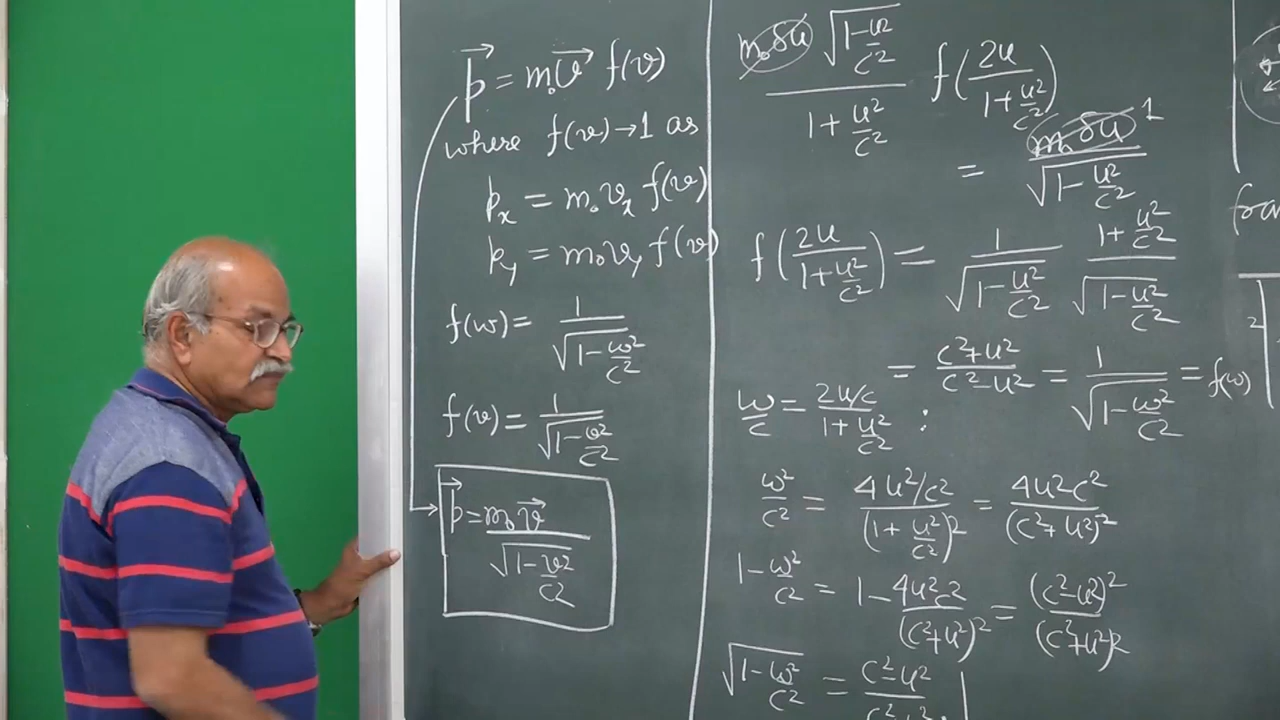 p⃗ = m₀v⃗ f(v)
where f(v)→1 as
pₓ = m₀vₓ f(v)
p_y = m₀v_y f(v)
f(w) = 1/√(1-w²/c²)
f(v) = 1/√(1-v²/c²)
p⃗ = m₀v⃗/√(1-v²/c²)
m₀δu √(1-u²/c²)/(1+u²/c²) f(2u/(1+u²/c²))
= m₀δu/√(1-u²/c²) 1
f(2u/(1+u²/c²)) = 1/√(1-u²/c²) (1+u²/c²)/√(1-u²/c²)
= (c²+u²)/(c²-u²) = 1/√(1-w²/c²) = f(w)
w/c = (2u/c)/(1+u²/c²) :
w²/c² = (4u²/c²)/(1+u²/c²)² = 4u²c²/(c²+u²)²
1-w²/c² = 1-4u²c²/(c²+u²)² = (c²-u²)²/(c²+u²)²
√(1-w²/c²) = (c²-u²)/(c²+u²)
fra
2